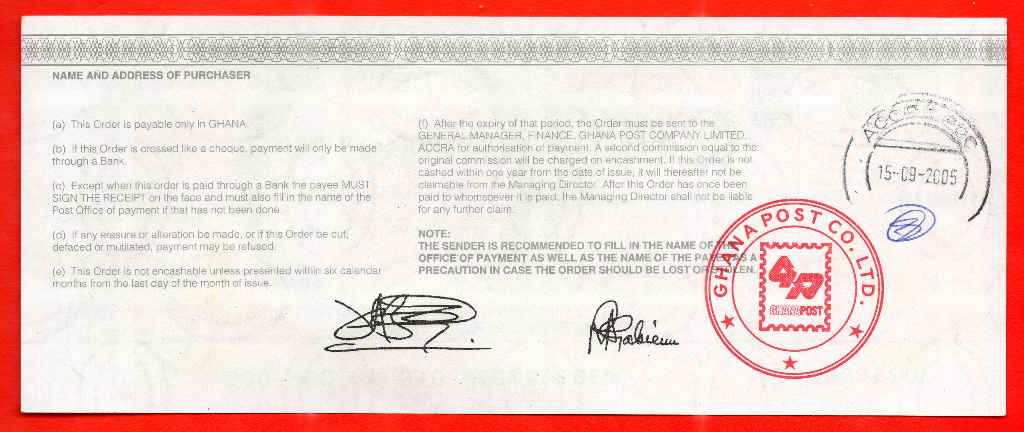 NAME AND ADDRESS OF PURCHASER
(a) This Order is payable only in GHANA.
(b) If this Order is crossed like a cheque, payment will only be made
through a Bank.
(c) Except when this order is paid through a Bank the payee MUST
SIGN THE RECEIPT on the face and must also fill in the name of the
Post Office of payment if that has not been done.
(d) If any erasure or alteration be made, or if this Order be cut,
defaced or mutilated, payment may be refused.
(e) This Order is not encashable unless presented within six calendar
months from the last day of the month of issue.
(f) After the expiry of that period, the Order must be sent to the
GENERAL MANAGER, FINANCE, GHANA POST COMPANY LIMITED,
ACCRA for authorisation of payment. A second commission equal to the
original commission will be charged on encashment. If this Order is not
cashed within one year from the date of issue, it will thereafter not be
claimable from the Managing Director. After this Order has once been
paid to whomsoever it is paid, the Managing Director shall not be liable
for any further claim.
NOTE:
THE SENDER IS RECOMMENDED TO FILL IN THE NAME OF THE
OFFICE OF PAYMENT AS WELL AS THE NAME OF THE PAYEE AS A
PRECAUTION IN CASE THE ORDER SHOULD BE LOST OR STOLEN.
ACCRA
15-09-2005
GHANA POST CO. LTD.
GHANAPOST